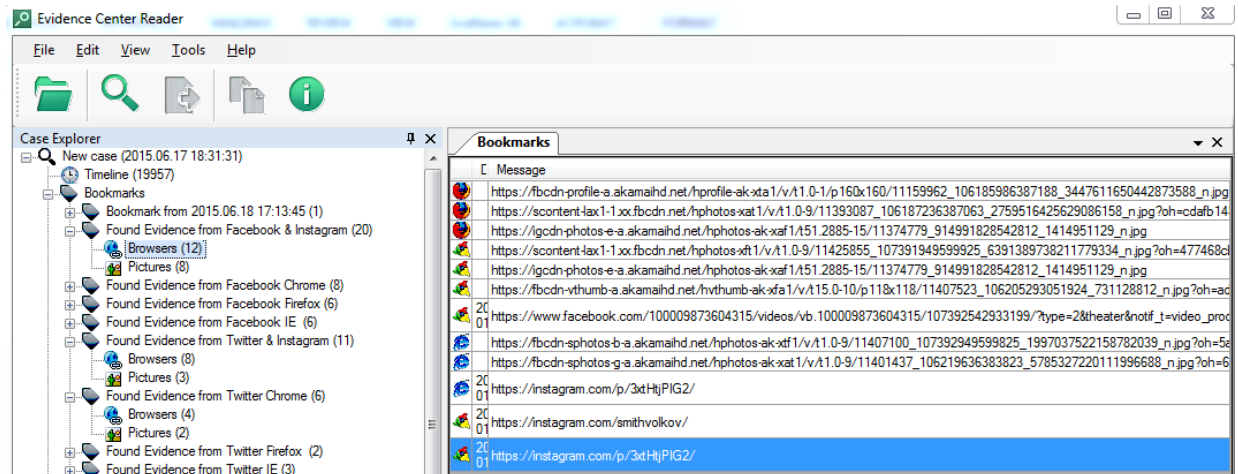 Evidence Center Reader
File Edit View Tools Help
Case Explorer
New case (2015.06.17 18:31:31)
Timeline (19957)
Bookmarks
Bookmark from 2015.06.18 17:13:45 (1)
Found Evidence from Facebook & Instagram (20)
Browsers (12)
Pictures (8)
Found Evidence from Facebook Chrome (8)
Found Evidence from Facebook Firefox (6)
Found Evidence from Facebook IE (6)
Found Evidence from Twitter & Instagram (11)
Browsers (8)
Pictures (3)
Found Evidence from Twitter Chrome (6)
Browsers (4)
Pictures (2)
Found Evidence from Twitter Firefox (2)
Found Evidence from Twitter IE (3)
Bookmarks
Message
https://fbcdn-profile-a.akamaihd.net/hprofile-ak-xta1/v/t1.0-1/p160x160/11159962_106185986387188_3447611650442873588_n.jpg
https://scontent-lax1-1.xx.fbcdn.net/hphotos-xat1/v/t1.0-9/11393087_106187236387063_2759516425629086158_n.jpg?oh=cdafb14
https://igcdn-photos-e-a.akamaihd.net/hphotos-ak-xaf1/t51.2885-15/11374779_914991828542812_1414951129_n.jpg
https://scontent-lax1-1.xx.fbcdn.net/hphotos-xft1/v/t1.0-9/11425855_107391949599925_6391389738211779334_n.jpg?oh=477468cl
https://igcdn-photos-e-a.akamaihd.net/hphotos-ak-xaf1/t51.2885-15/11374779_914991828542812_1414951129_n.jpg
https://fbcdn-vthumb-a.akamaihd.net/hvthumb-ak-xfa1/v/t15.0-10/p118x118/11407523_106205293051924_731128812_n.jpg?oh=ad
20
01
https://www.facebook.com/100009873604315/videos/vb.100009873604315/107392542933199/?type=2&theater&notif_t=video_proc
https://fbcdn-sphotos-b-a.akamaihd.net/hphotos-ak-xtf1/v/t1.0-9/11407100_107392949599825_1997037522158782039_n.jpg?oh=5a
https://fbcdn-sphotos-g-a.akamaihd.net/hphotos-ak-xat1/v/t1.0-9/11401437_106219636383823_5785327220111996688_n.jpg?oh=6
20
01
https://instagram.com/p/3xtHtjPIG2/
20
01
https://instagram.com/smithvolkov/
20
01
https://instagram.com/p/3xtHtjPIG2/